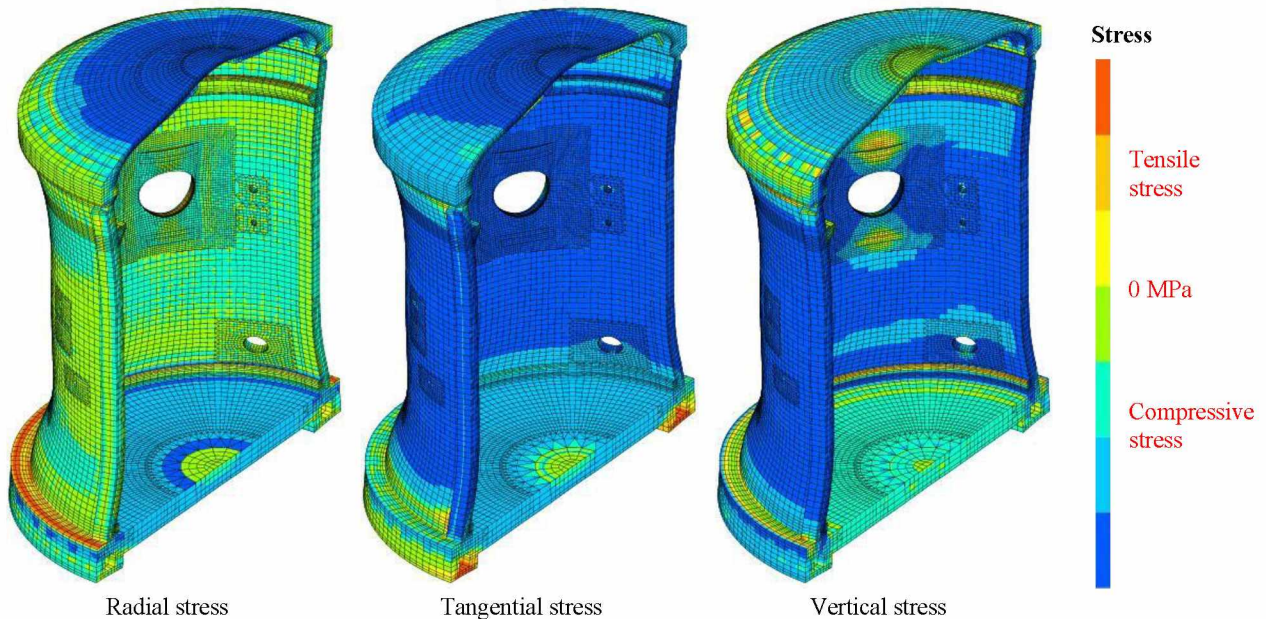 Stress
Tensile
stress
0 MPa
Compressive
stress
Radial stress
Tangential stress
Vertical stress